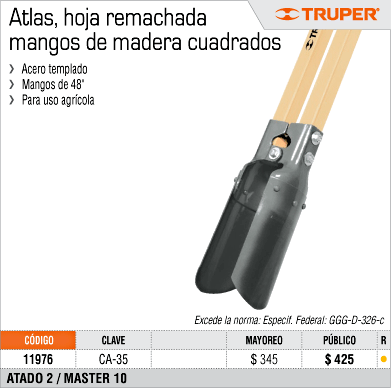 Atlas, hoja remachada
mangos de madera cuadrados
TRUPER®
❯ Acero templado
❯ Mangos de 48"
❯ Para uso agrícola
TRUPER
Excede la norma: Especif. Federal: GGG-D-326-c
CÓDIGO CLAVE MAYOREO PÚBLICO R
11976 CA-35 $ 345 $ 425
ATADO 2 / MASTER 10